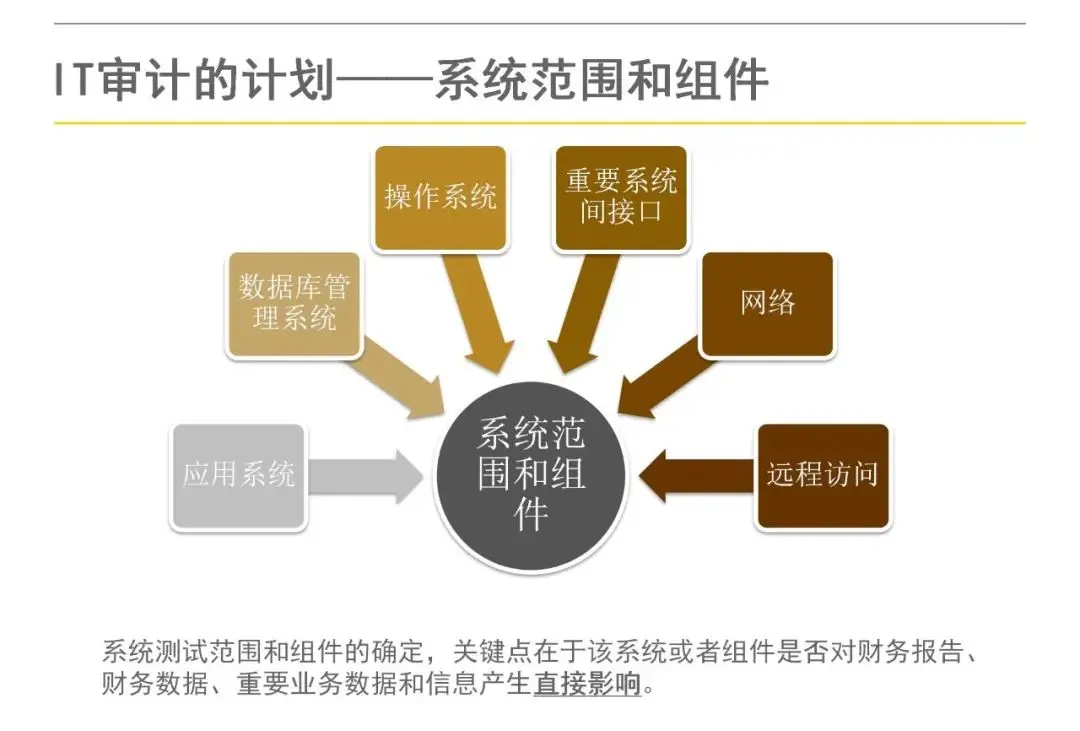 IT审计的计划——系统范围和组件
操作系统
重要系统
间接口
数据库管
理系统
网络
应用系统
系统范
围和组
件
远程访问
系统测试范围和组件的确定，关键点在于该系统或者组件是否对财务报告、
财务数据、重要业务数据和信息产生直接影响。